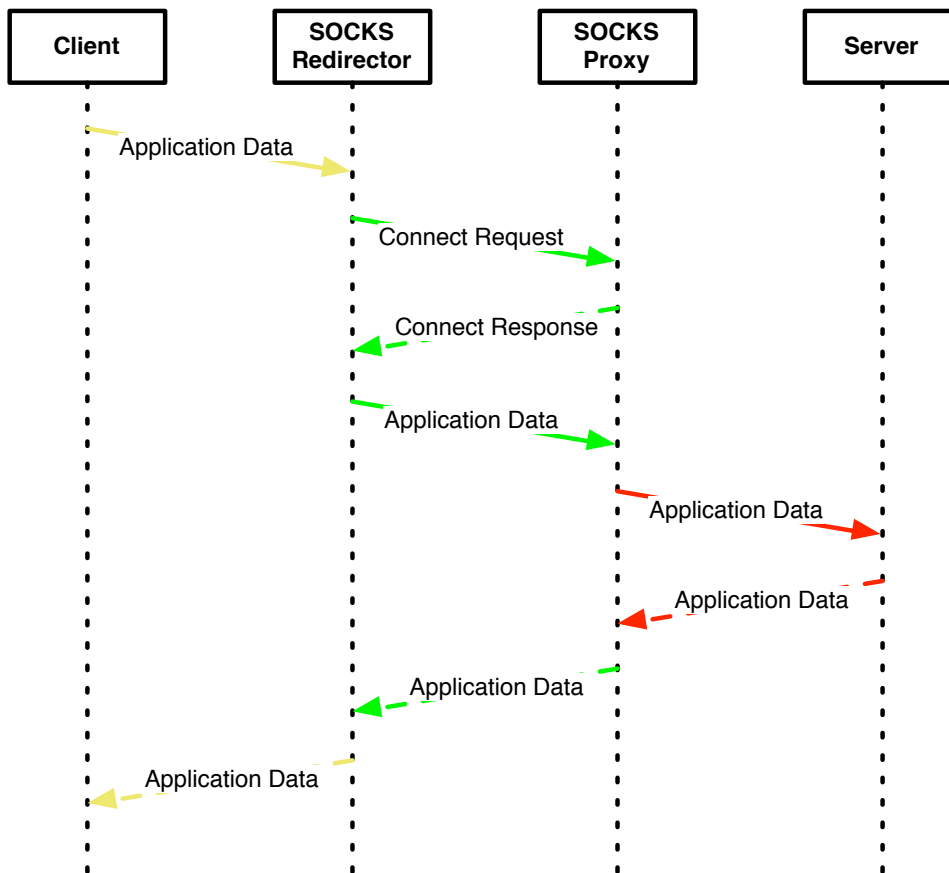 Client
SOCKS
Redirector
SOCKS
Proxy
Server
Application Data
Connect Request
Connect Response
Application Data
Application Data
Application Data
Application Data
Application Data